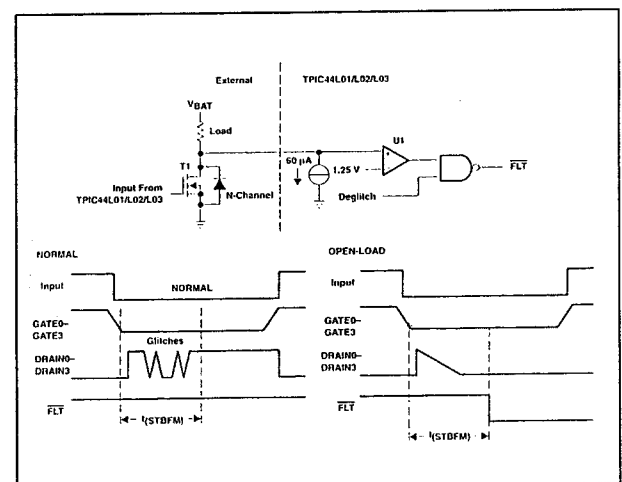 External
TPIC44L01/L02/L03
VBAT
Load
T1
Input From
TPIC44L01/L02/L03
N-Channel
60 µA
1.25 V
U1
FLT
Deglitch
NORMAL
Input
NORMAL
GATE0–
GATE3
Glitches
DRAIN0–
DRAIN3
FLT
t(STBFM)
OPEN-LOAD
Input
GATE0–
GATE3
DRAIN0–
DRAIN3
FLT
t(STBFM)